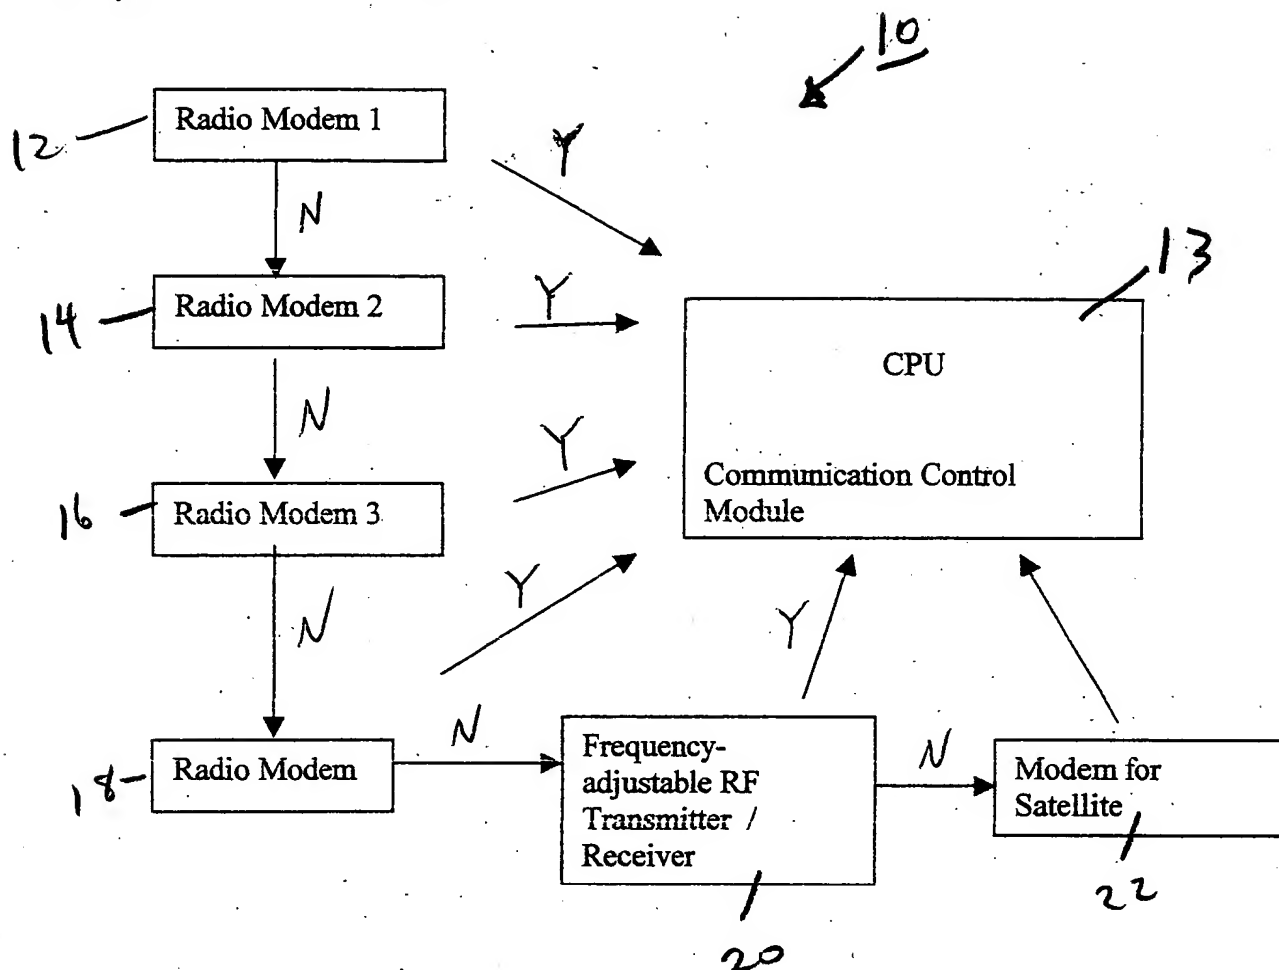 10
Radio Modem 1
12
Y
N
13
Radio Modem 2
14
Y
CPU
N
Y
Communication Control
Module
Radio Modem 3
16
Y
N
Y
Radio Modem
18
N
Frequency-
adjustable RF
Transmitter /
Receiver
N
Modem for
Satellite
22
20